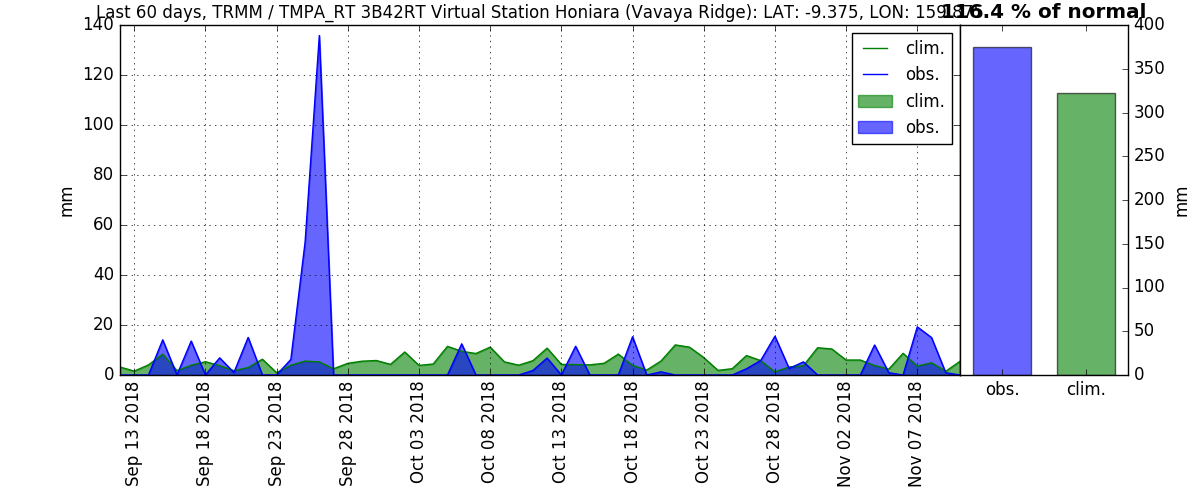 Last 60 days, TRMM / TMPA_RT 3B42RT Virtual Station Honiara (Vavaya Ridge): LAT: -9.375, LON:
116.4 % of normal
140
120
100
80
60
40
20
0
mm
clim.
obs.
clim.
obs.
Sep 13 2018
Sep 18 2018
Sep 23 2018
Sep 28 2018
Oct 03 2018
Oct 08 2018
Oct 13 2018
Oct 18 2018
Oct 23 2018
Oct 28 2018
Nov 02 2018
Nov 07 2018
400
350
300
250
200
150
100
50
0
mm
obs.
clim.